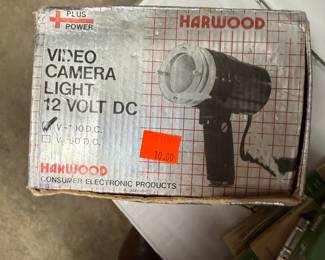 PLUS
POWER
HARWOOD
VIDEO
CAMERA
LIGHT
12 VOLT DC
10.00
HARWOOD
CONSUMER ELECTRONIC PRODUCTS